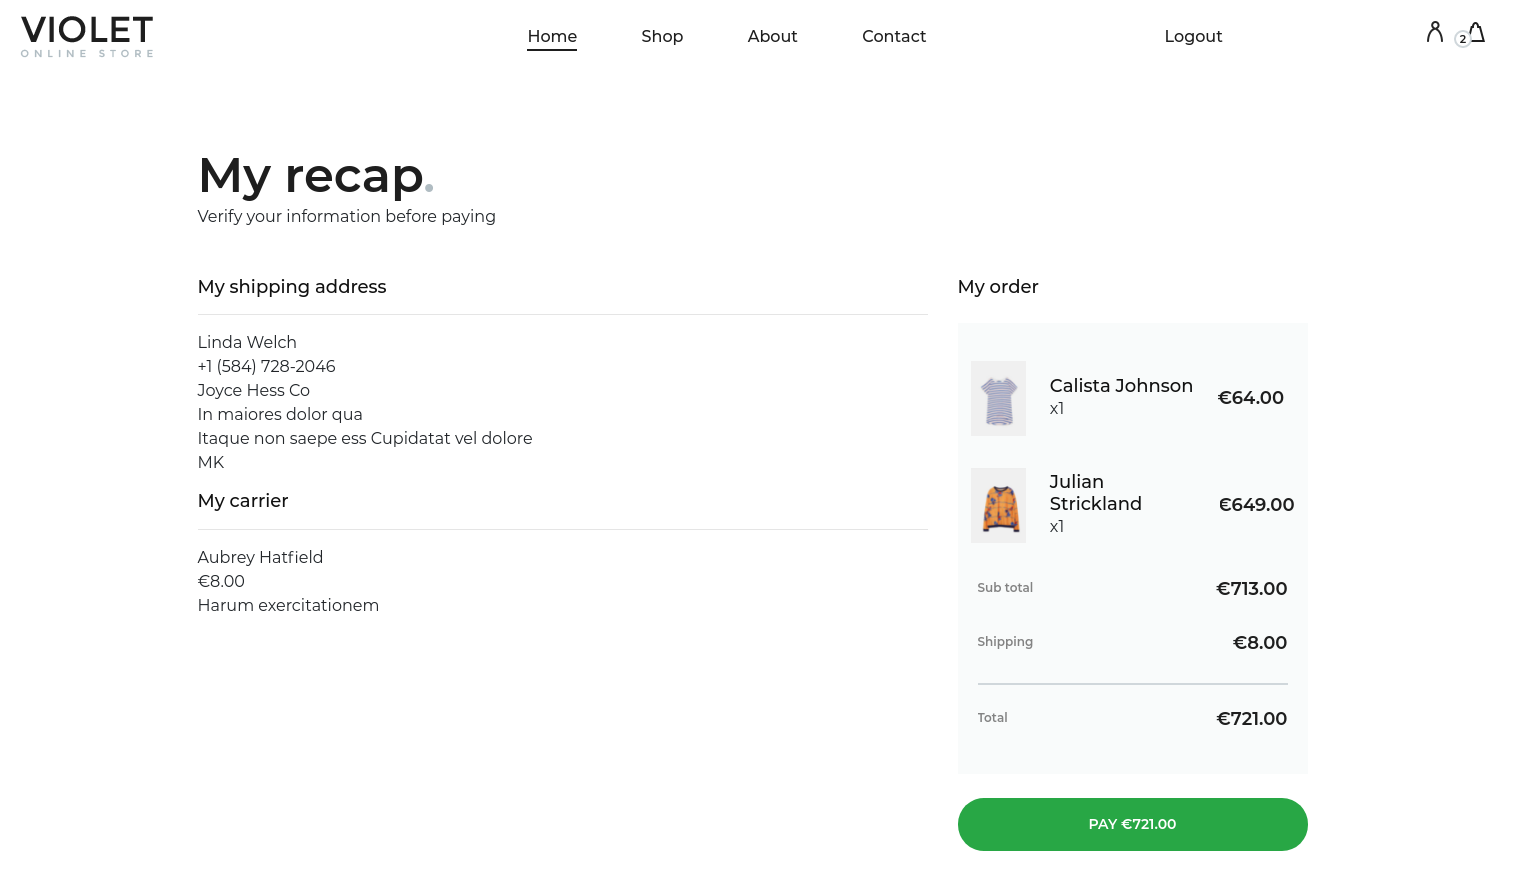 VIOLET
ONLINE STORE
Home
Shop
About
Contact
Logout
2
My recap.
Verify your information before paying
My shipping address
Linda Welch
+1 (584) 728-2046
Joyce Hess Co
In maiores dolor qua
Itaque non saepe ess Cupidatat vel dolore
MK
My carrier
Aubrey Hatfield
€8.00
Harum exercitationem
My order
Calista Johnson
x1
€64.00
Julian
Strickland
x1
€649.00
Sub total
€713.00
Shipping
€8.00
Total
€721.00
PAY €721.00